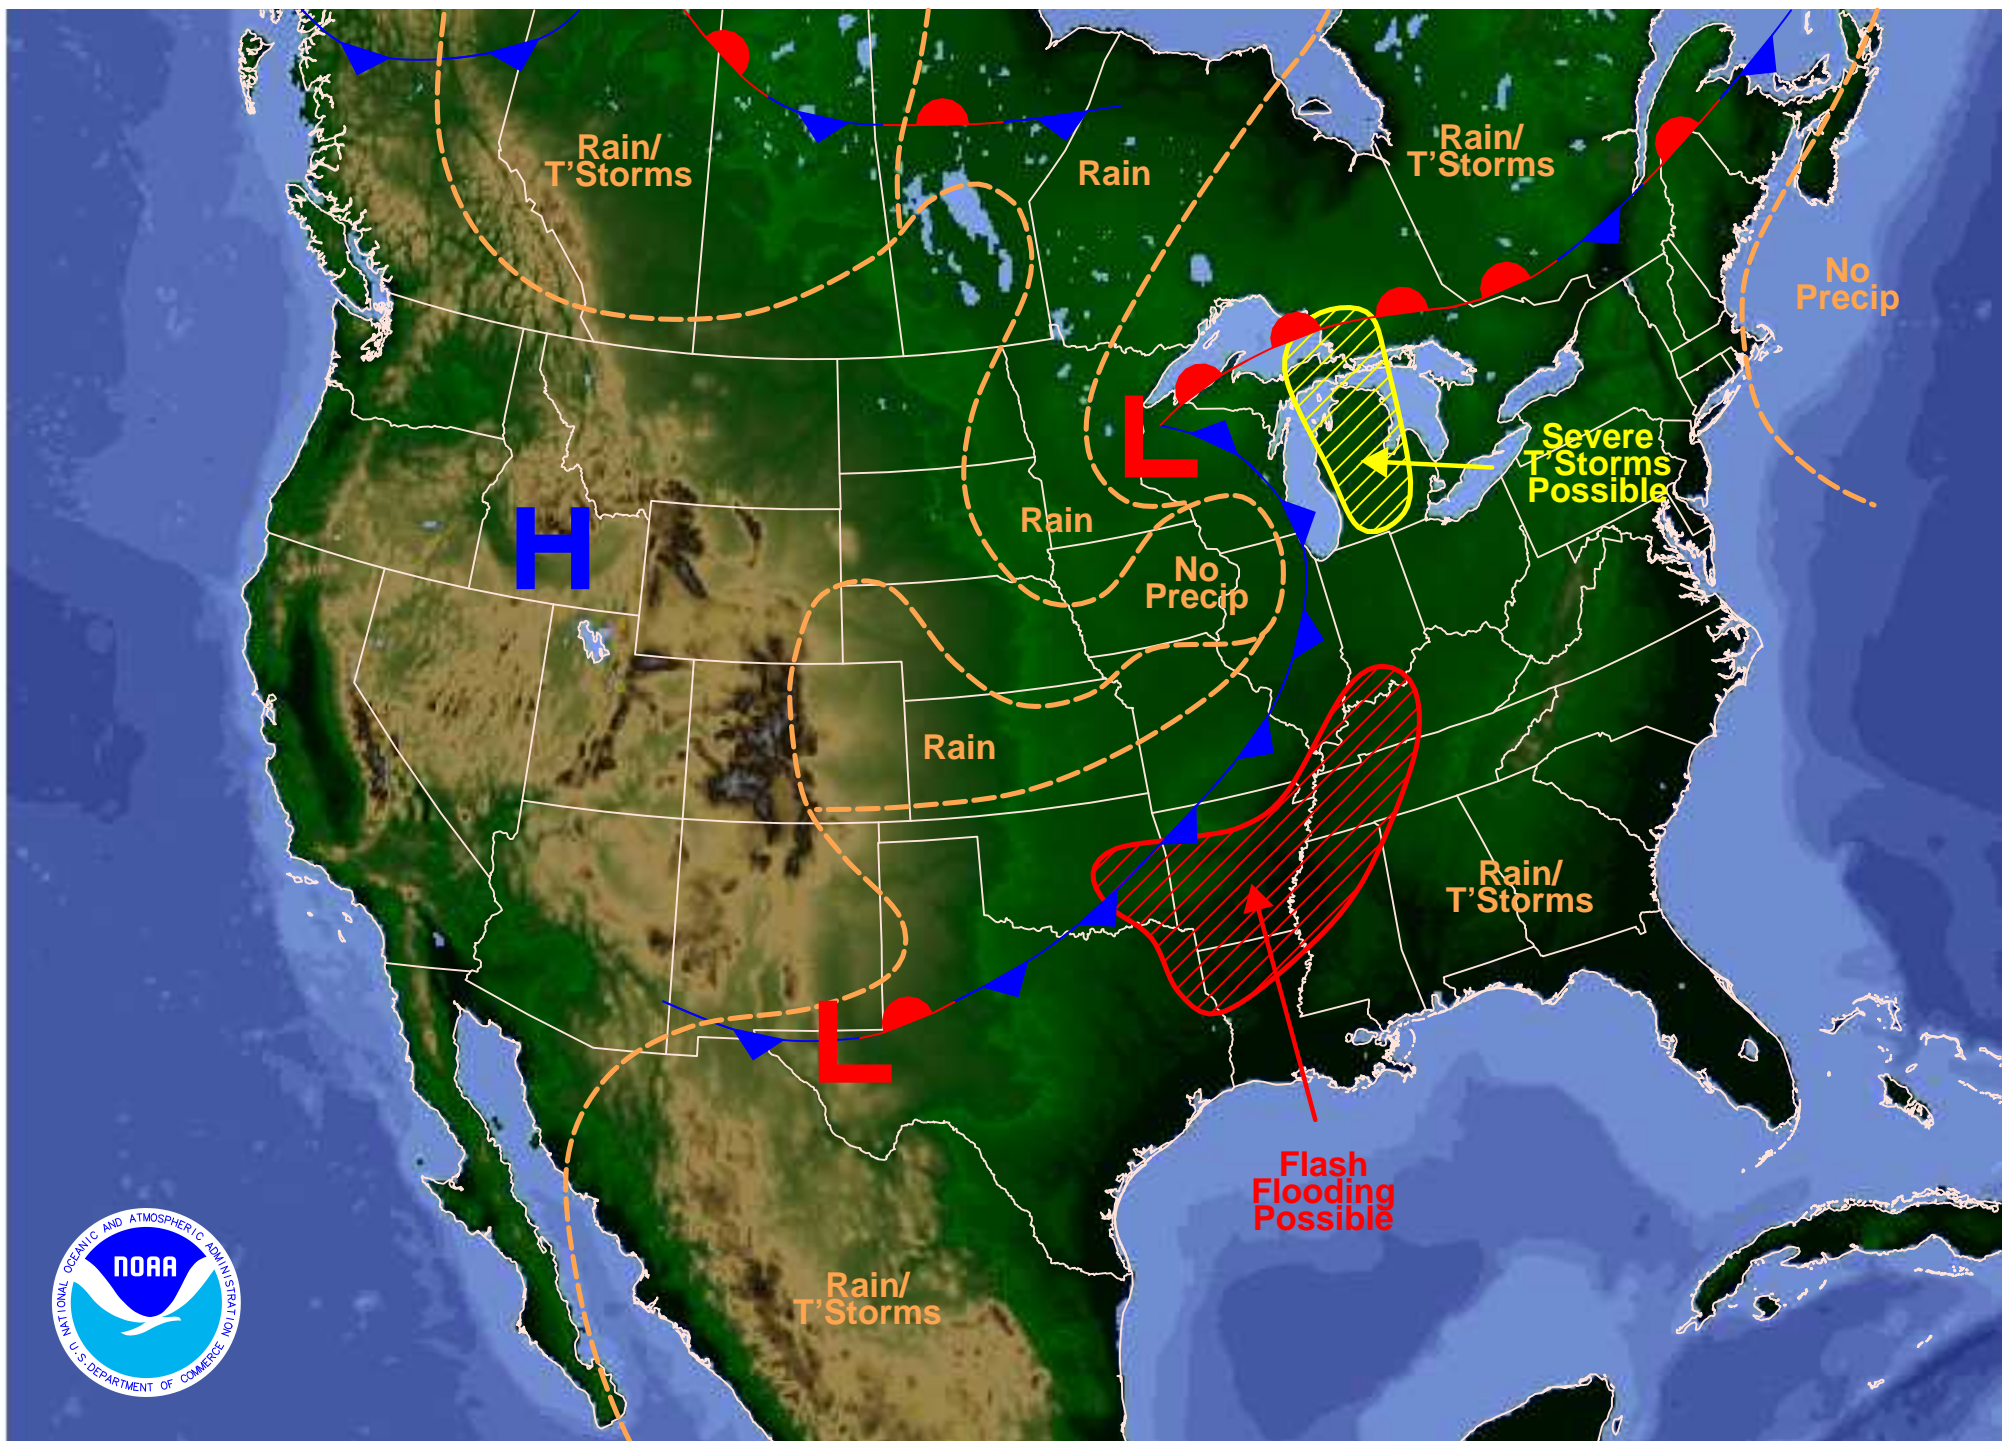 Rain/
T'Storms
Rain
Rain/
T'Storms
No
Precip
Severe
T'Storms
Possible
L
H
Rain
No
Precip
Rain
Rain/
T'Storms
L
Flash
Flooding
Possible
Rain/
T'Storms
NATIONAL OCEANIC AND ATMOSPHERIC ADMINISTRATION
NOAA
U.S. DEPARTMENT OF COMMERCE